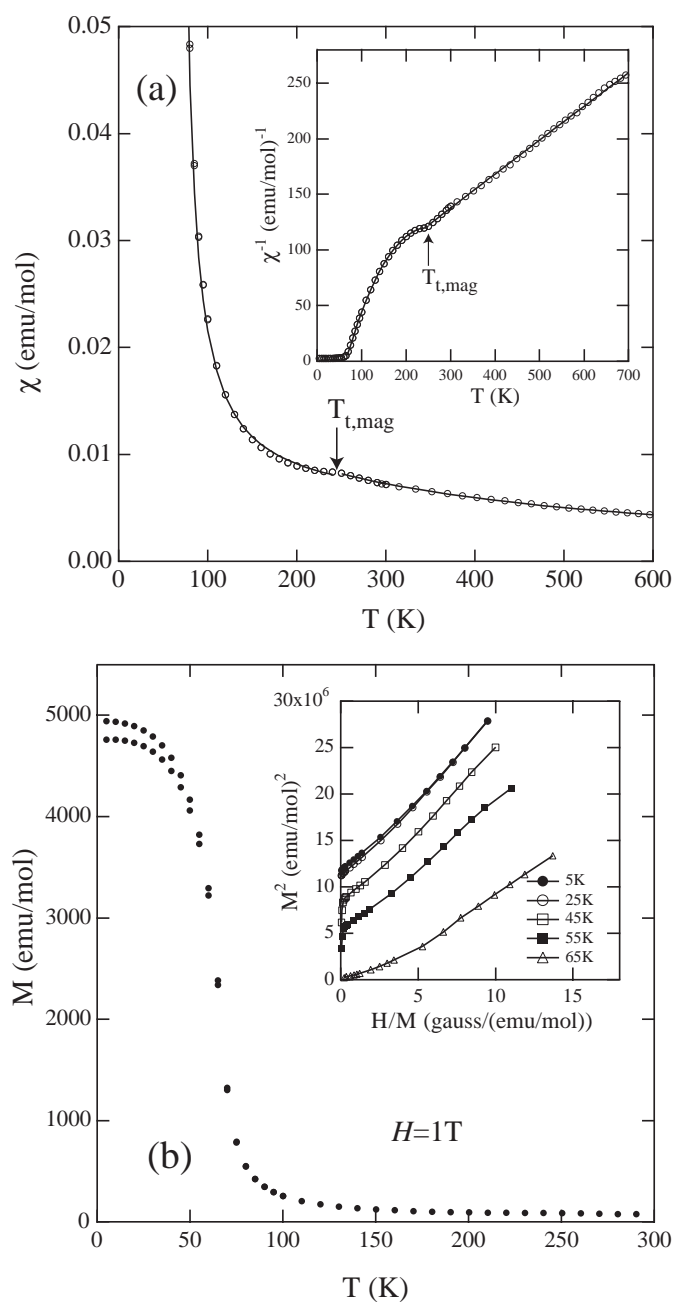 (a)
χ (emu/mol)
0.05
0.04
0.03
0.02
0.01
0.00
0
100
200
300
400
500
600
T (K)
T_t,mag
χ^-1 (emu/mol)^-1
250
200
150
100
50
0
0
100
200
300
400
500
600
700
T (K)
T_t,mag
(b)
M (emu/mol)
5000
4000
3000
2000
1000
0
0
50
100
150
200
250
300
T (K)
H=1T
M^2 (emu/mol)^2
30x10^6
25
20
15
10
5
0
0
5
10
15
H/M (gauss/(emu/mol))
5K
25K
45K
55K
65K